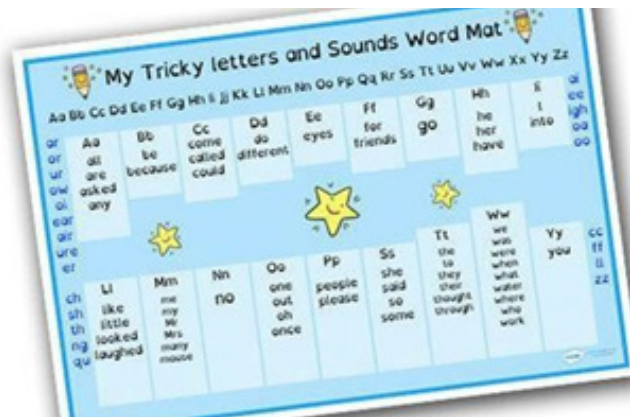 My Tricky letters and Sounds Word Mat
Aa Bb Cc Dd Ee Ff Gg Hh Ii Jj Kk Ll Mm Nn Oo Pp Qq Rr Ss Tt Uu Vv Ww Xx Yy Zz
ar
or
ur
ow
oi
ear
air
ure
er
Aa
all
are
asked
any
Bb
be
because
Cc
come
called
could
Dd
do
different
Ee
eyes
Ff
for
friends
Gg
go
Hh
he
her
have
Ii
I
into
ai
ee
igh
oa
oo
ch
sh
th
ng
qu
Ll
like
little
looked
laughed
Mm
me
my
Mr
Mrs
many
mouse
Nn
no
Oo
one
out
oh
once
Pp
people
please
Ss
she
said
so
some
Tt
the
to
they
their
thought
through
Ww
we
was
were
when
what
water
where
who
work
Yy
you
cc
ff
ll
zz